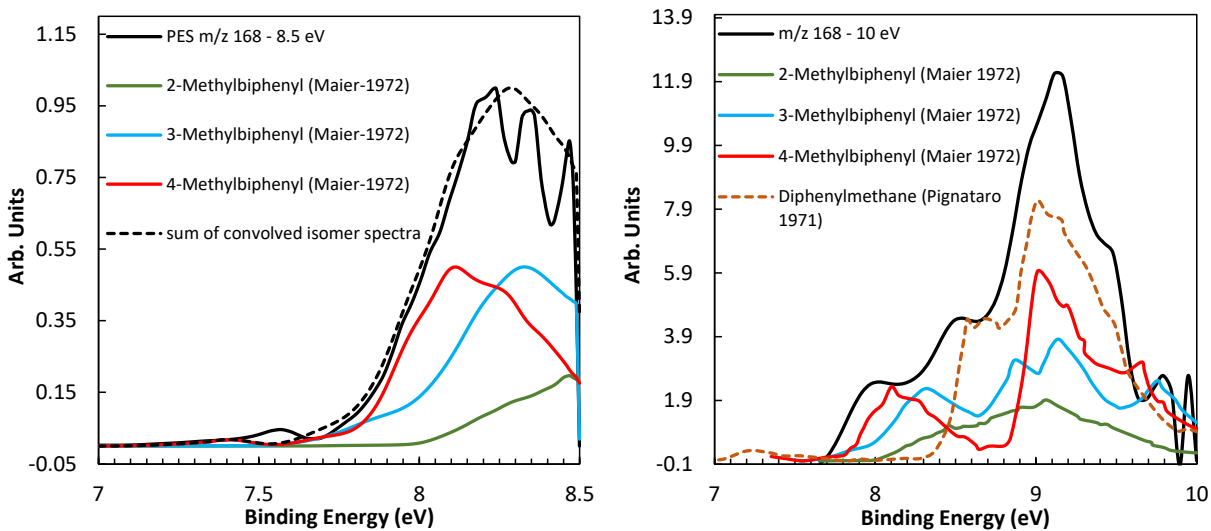 1.15
0.95
0.75
0.55
0.35
0.15
-0.05
Arb. Units
PES m/z 168 - 8.5 eV
2-Methylbiphenyl (Maier-1972)
3-Methylbiphenyl (Maier-1972)
4-Methylbiphenyl (Maier-1972)
sum of convolved isomer spectra
7
7.5
8
8.5
Binding Energy (eV)
13.9
11.9
9.9
7.9
5.9
3.9
1.9
-0.1
Arb. Units
m/z 168 - 10 eV
2-Methylbiphenyl (Maier 1972)
3-Methylbiphenyl (Maier 1972)
4-Methylbiphenyl (Maier 1972)
Diphenylmethane (Pignataro
1971)
7
8
9
10
Binding Energy (eV)